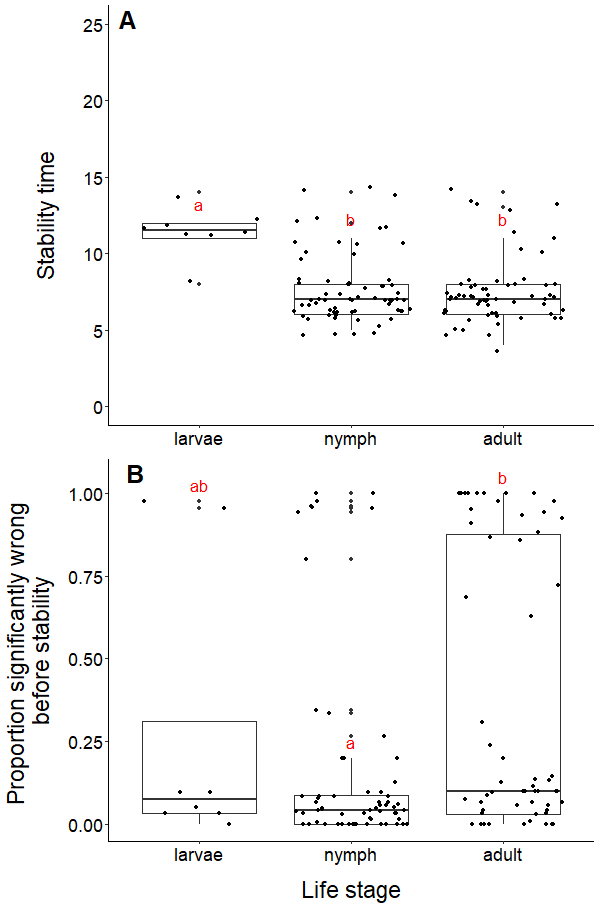 A
25
20
15
10
5
0
Stability time
a
b
b
larvae
nymph
adult
B
1.00
0.75
0.50
0.25
0.00
Proportion significantly wrong
before stability
ab
a
b
larvae
nymph
adult
Life stage